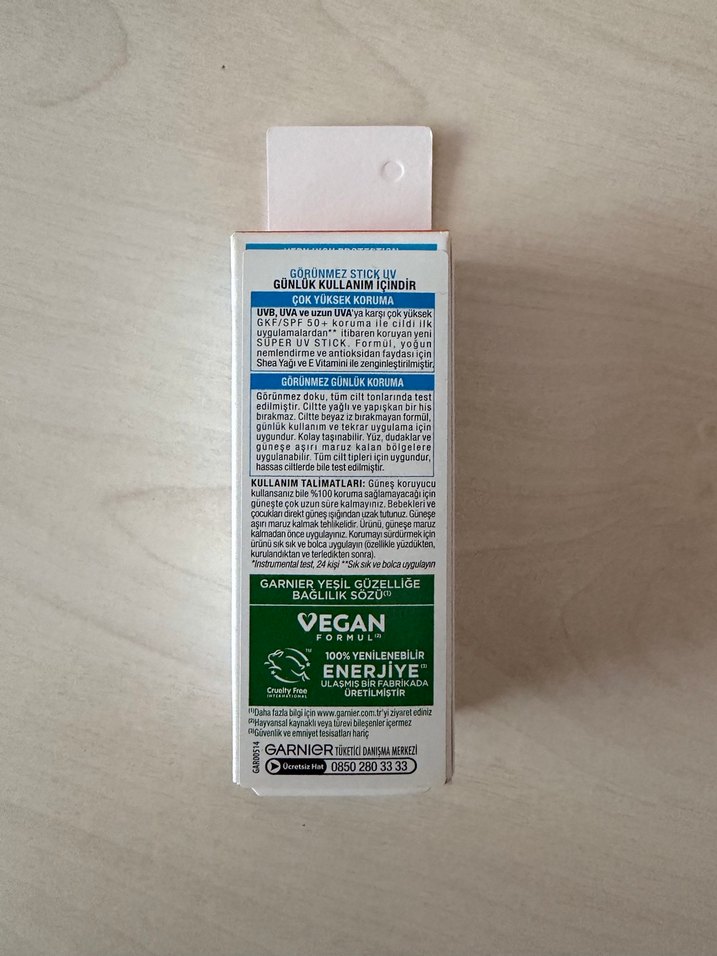 VERY HIGH PROTECTION
GÖRÜNMEZ STICK UV
GÜNLÜK KULLANIM İÇİNDİR
ÇOK YÜKSEK KORUMA
UVB, UVA ve uzun UVA'ya karşı çok yüksek
GKF/SPF 50+ koruma ile cildi ilk
uygulamalardan** itibaren koruyan yeni
SUPER UV STICK. Formül, yoğun
nemlendirme ve antioksidan faydası için
Shea Yağı ve E Vitamini ile zenginleştirilmiştir.
GÖRÜNMEZ GÜNLÜK KORUMA
Görünmez doku, tüm cilt tonlarında test
edilmiştir. Ciltte yağlı ve yapışkan bir his
bırakmaz. Ciltte beyaz iz bırakmayan formül,
günlük kullanım ve tekrar uygulama için
uygundur. Kolay taşınabilir. Yüz, dudaklar ve
güneşe aşırı maruz kalan bölgelere
uygulanabilir. Tüm cilt tipleri için uygundur,
hassas ciltlerde bile test edilmiştir.
KULLANIM TALİMATLARI: Güneş koruyucu
kullansanız bile %100 koruma sağlamayacağı için
güneşte çok uzun süre kalmayınız. Bebekleri ve
çocukları direkt güneş ışığından uzak tutunuz. Güneşe
aşırı maruz kalmak tehlikelidir. Ürünü, güneşe maruz
kalmadan önce uygulayınız. Korumayı sürdürmek için
ürünü sık sık ve bolca uygulayın (özellikle yüzdükten,
kurulandıktan ve terledikten sonra).
*Instrumental test, 24 kişi **Sık sık ve bolca uygulayın
GARNIER YEŞİL GÜZELLİĞE
BAĞLILIK SÖZÜ(1)
VEGAN
FORMUL(2)
Cruelty Free
INTERNATIONAL
TM
100% YENİLENEBİLİR
ENERJİYE(3)
ULAŞMIŞ BİR FABRİKADA
ÜRETİLMİŞTİR
(1)Daha fazla bilgi için www.garnier.com.tr'yi ziyaret ediniz
(2)Hayvansal kaynaklı veya türevi bileşenler içermez
(3)Güvenlik ve emniyet tesisatları hariç
GAR00514
GARNIER TÜKETİCİ DANIŞMA MERKEZİ
Ücretsiz Hat 0850 280 33 33